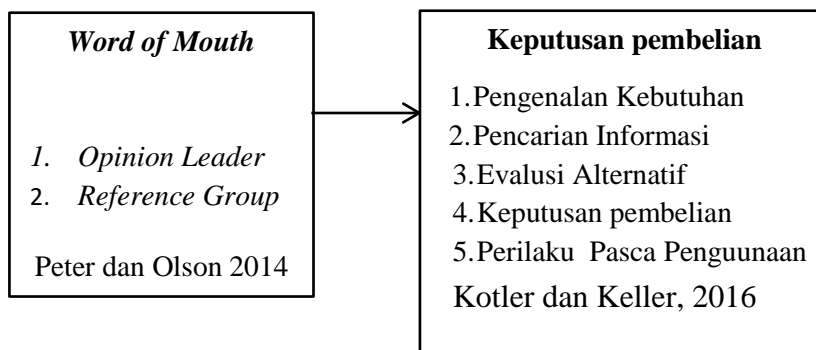 Word of Mouth
1. Opinion Leader
2. Reference Group
Peter dan Olson 2014
Keputusan pembelian
1.Pengenalan Kebutuhan
2.Pencarian Informasi
3.Evalusi Alternatif
4.Keputusan pembelian
5.Perilaku Pasca Penguunaan
Kotler dan Keller, 2016